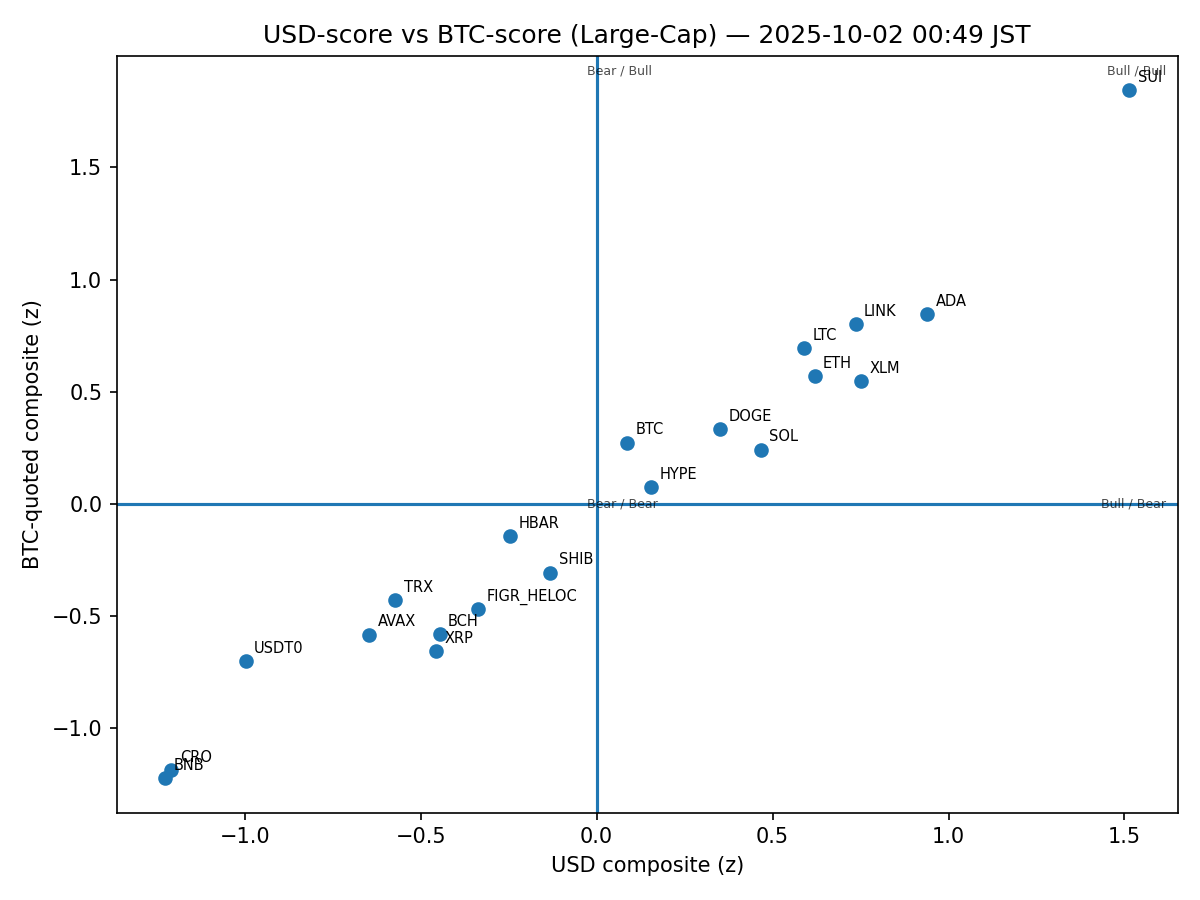 USD-score vs BTC-score (Large-Cap) — 2025-10-02 00:49 JST
Bear / Bull
Bull / Bull
SUI
1.5
ADA
LINK
1.0
LTC
ETH
XLM
0.5
DOGE
BTC
SOL
HYPE
0.0
Bear / Bear
Bull / Bear
HBAR
SHIB
TRX
FIGR_HELOC
−0.5
AVAX
BCH
XRP
USDT0
−1.0
CRO
BNB
BTC-quoted composite (z)
−1.0
−0.5
0.0
0.5
1.0
1.5
USD composite (z)